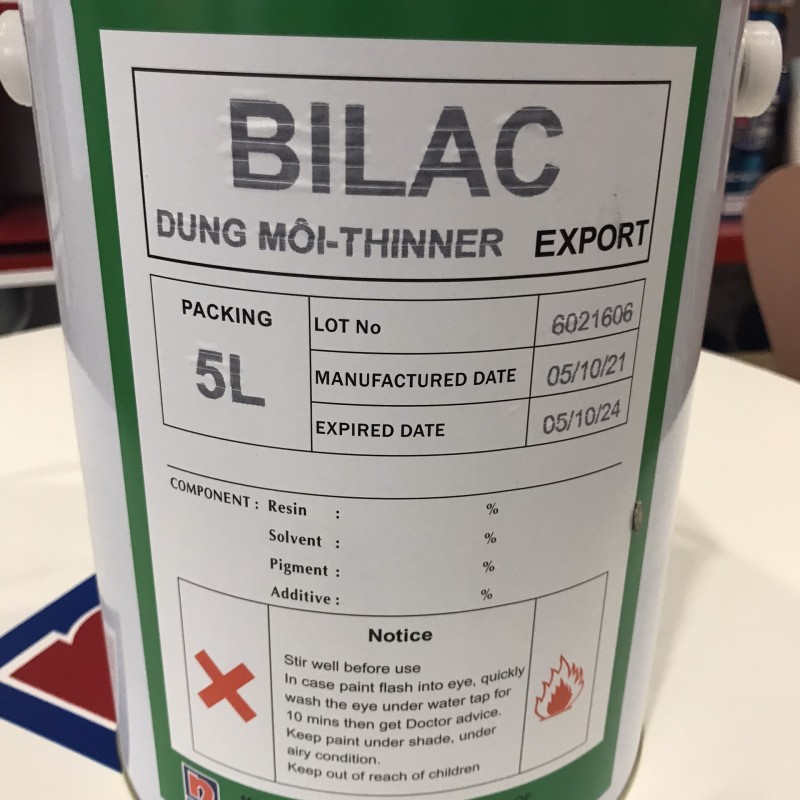 BILAC
DUNG MÔI-THINNER EXPORT
PACKING
5L
LOT No 6021606
MANUFACTURED DATE 05/10/21
EXPIRED DATE 05/10/24
COMPONENT : Resin : %
Solvent : %
Pigment : %
Additive : %
Notice
Stir well before use
In case paint flash into eye, quickly
wash the eye under water tap for
10 mins then get Doctor advice.
Keep paint under shade, under
airy condition.
Keep out of reach of children